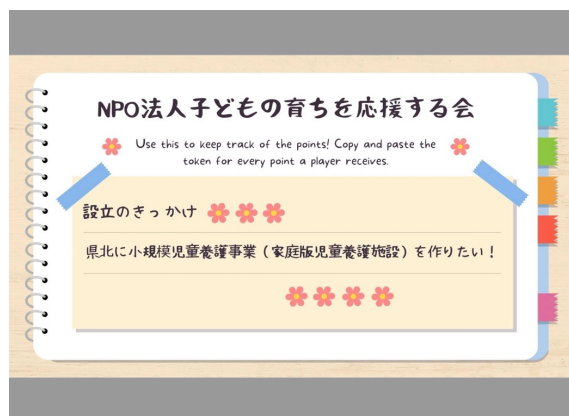 NPO法人子どもの育ちを応援する会
Use this to keep track of the points! Copy and paste the
token for every point a player receives.
設立のきっかけ
県北に小規模児童養護事業（家庭版児童養護施設）を作りたい！